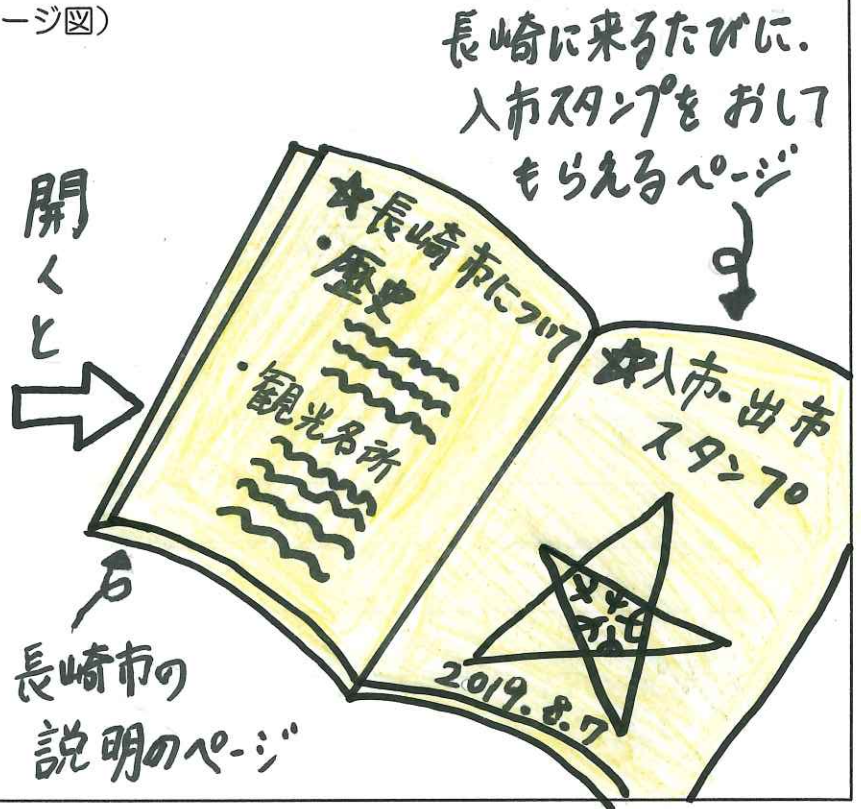 ージ図）
長崎に来るたびに、
入市スタンプを おして
もらえるページ
開くと
☆長崎市について
・歴史
・観光名所
☆入市・出市
スタンプ
2019.8.7
長崎市の
説明のページ